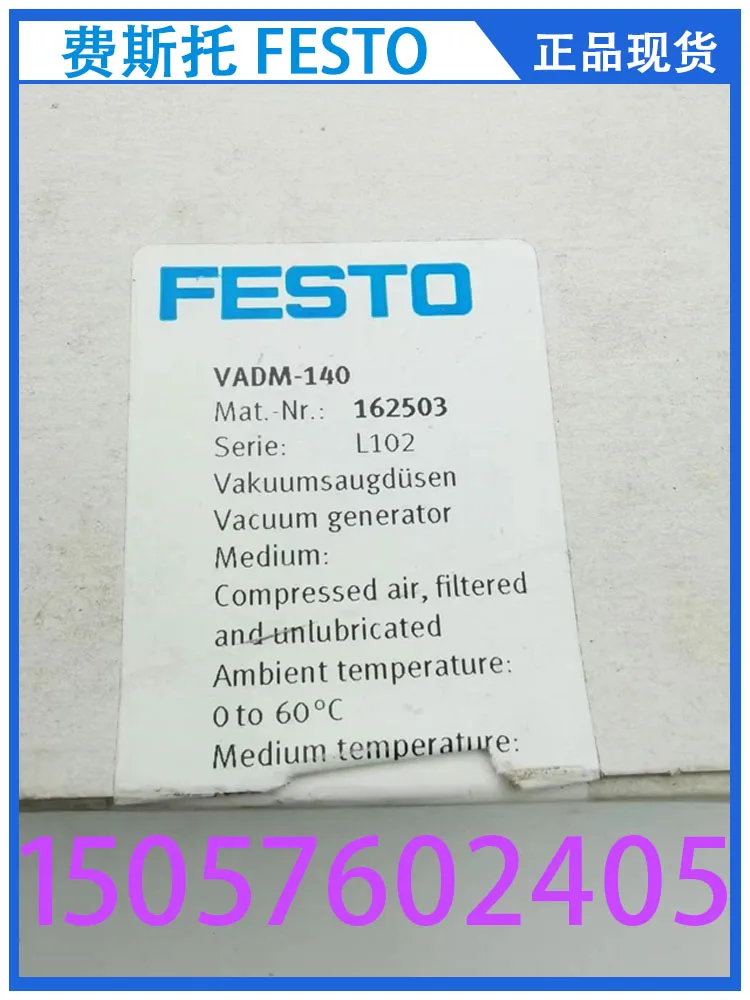 费斯托 FESTO
正品现货
FESTO
VADM-140
Mat.-Nr.: 162503
Serie: L102
Vakuumsaugdüsen
Vacuum generator
Medium:
Compressed air, filtered
and unlubricated
Ambient temperature:
0 to 60°C
Medium temperature:
15057602405